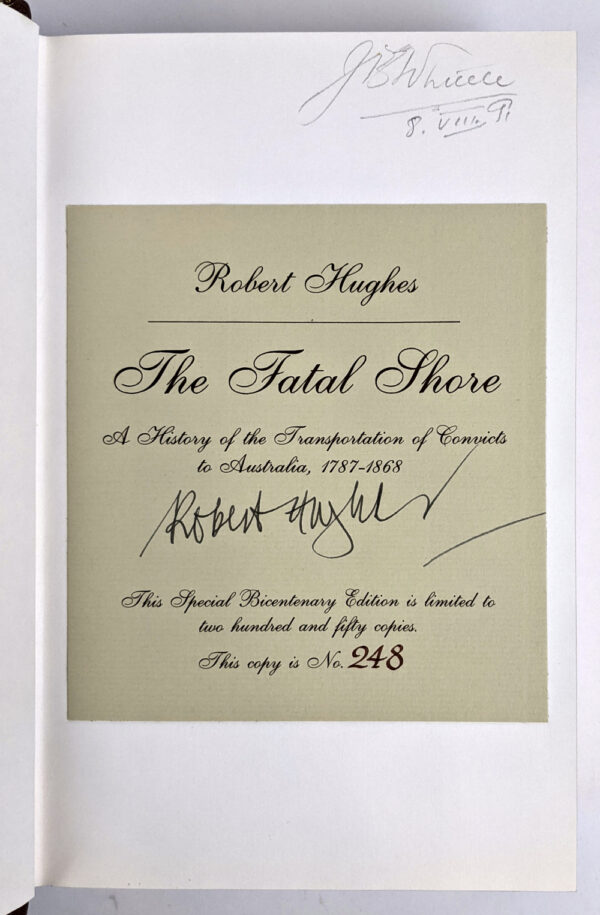 8. VIII. 91
Robert Hughes
The Fatal Shore
A History of the Transportation of Convicts
to Australia, 1787-1868
Robert Hughes
This Special Bicentenary Edition is limited to
two hundred and fifty copies.
This copy is No. 248